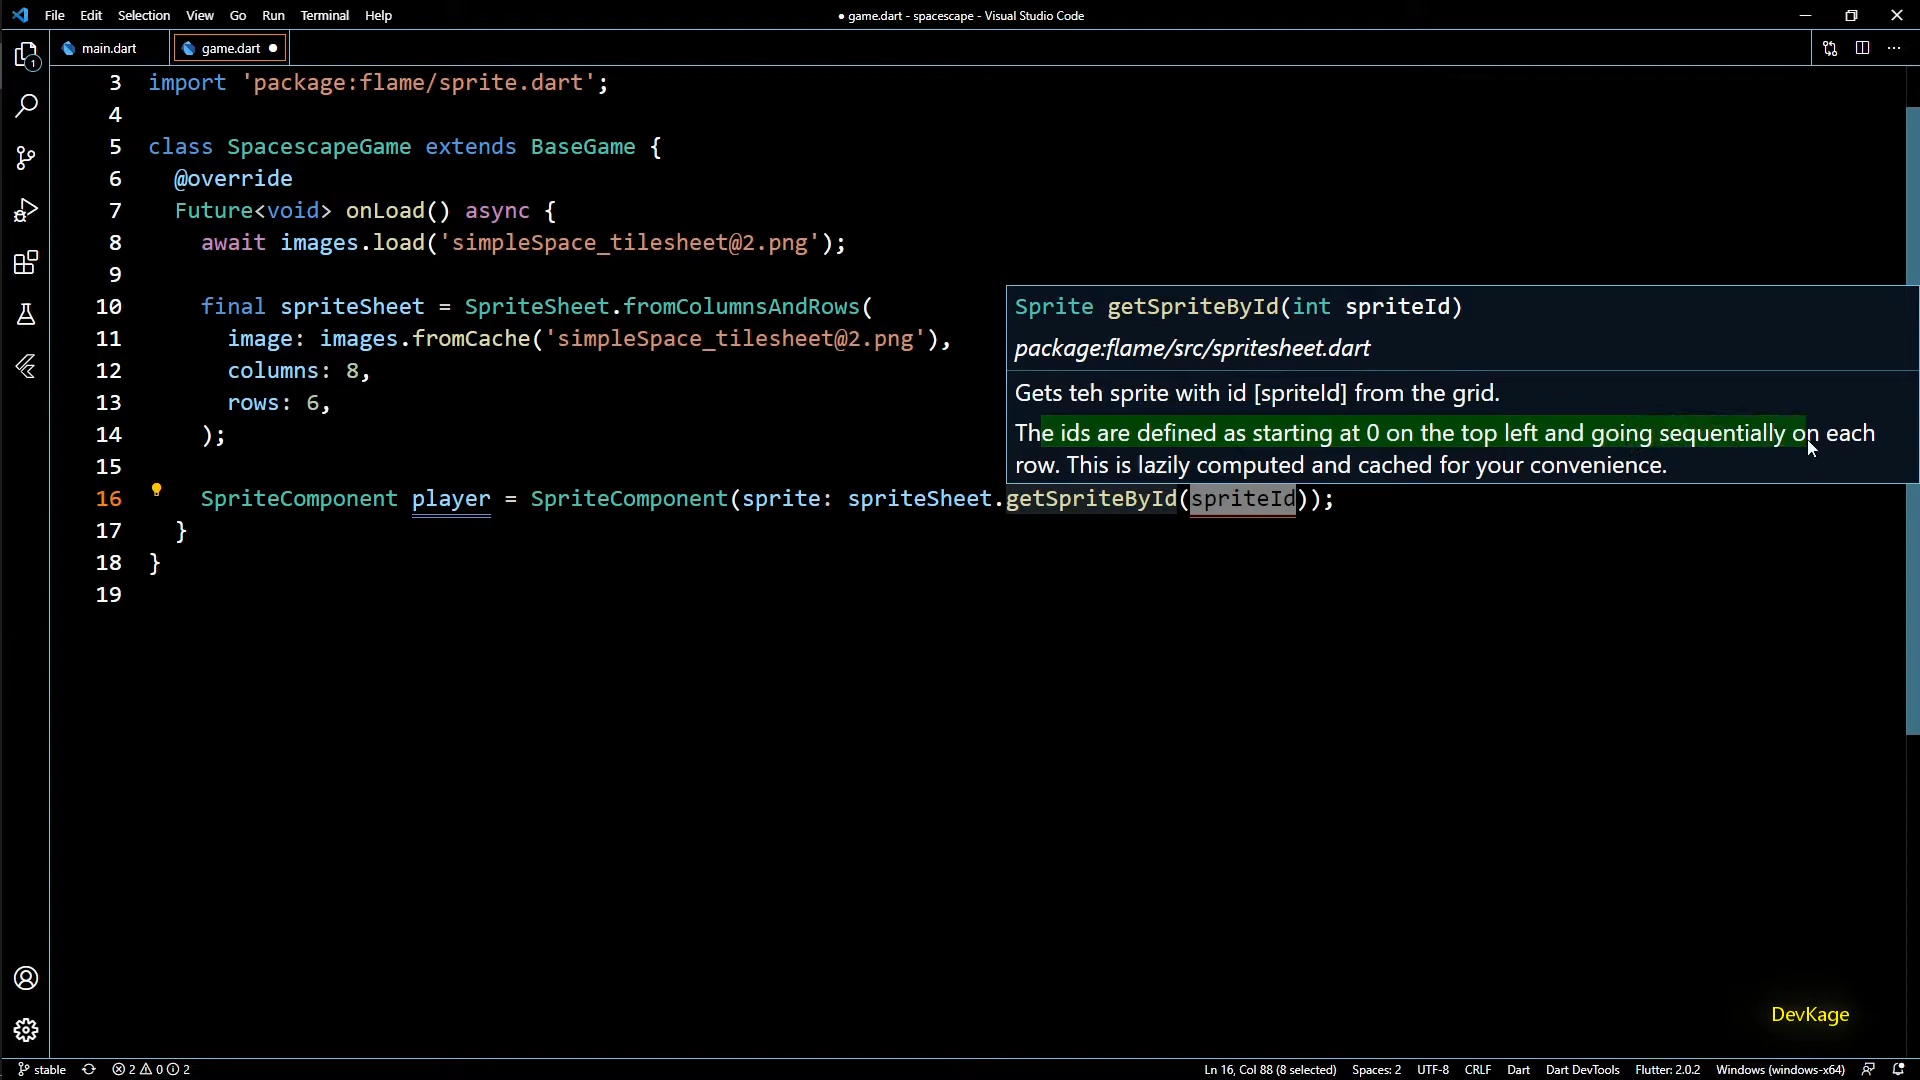 File Edit Selection View Go Run Terminal Help
● game.dart - spacescape - Visual Studio Code
main.dart
game.dart ●
1
3 import 'package:flame/sprite.dart';
4
5 class SpacescapeGame extends BaseGame {
6 @override
7 Future<void> onLoad() async {
8 await images.load('simpleSpace_tilesheet@2.png');
9
10 final spriteSheet = SpriteSheet.fromColumnsAndRows(
11 image: images.fromCache('simpleSpace_tilesheet@2.png'),
12 columns: 8,
13 rows: 6,
14 );
15
Sprite getSpriteById(int spriteId)
package:flame/src/spritesheet.dart
Gets teh sprite with id [spriteId] from the grid.
The ids are defined as starting at 0 on the top left and going sequentially on each
row. This is lazily computed and cached for your convenience.
16 SpriteComponent player = SpriteComponent(sprite: spriteSheet.getSpriteById(spriteId));
17 }
18 }
19
DevKage
stable 2 0 2
Ln 16, Col 88 (8 selected) Spaces: 2 UTF-8 CRLF Dart Dart DevTools Flutter: 2.0.2 Windows (windows-x64)